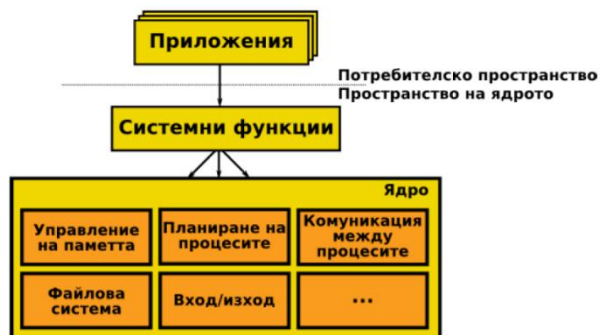 Приложения
Потребителско пространство
Пространство на ядрото
Системни функции
Ядро
Управление
на паметта
Планиране на
процесите
Комуникация
между
процесите
Файлова
система
Вход/изход
...